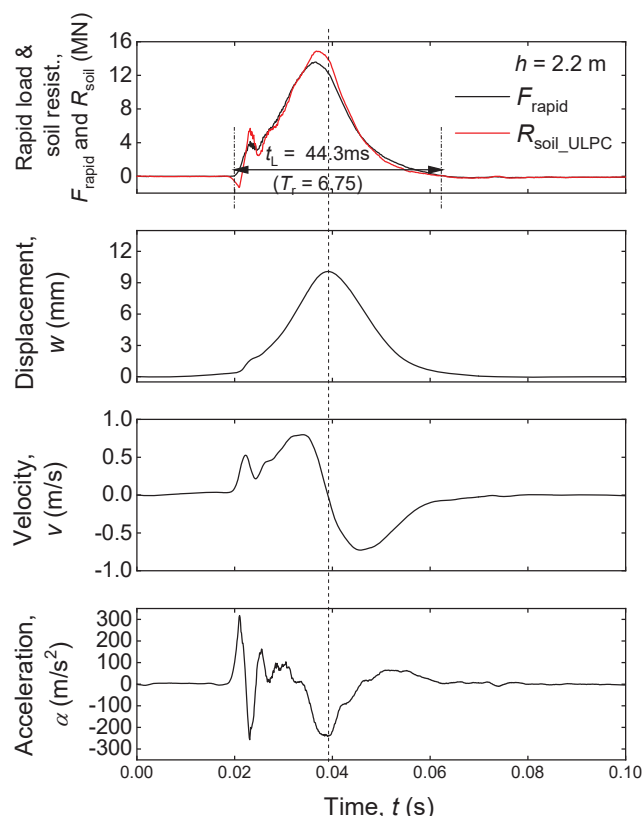 Rapid load &
soil resist.,
F_rapid and R_soil (MN)
16
12
8
4
0
h = 2.2 m
F_rapid
R_soil_ULPC
t_L = 44.3ms
(T_r = 6.75)
Displacement,
w (mm)
12
9
6
3
0
Velocity,
v (m/s)
1.0
0.5
0.0
-0.5
-1.0
Acceleration,
α (m/s²)
300
200
100
0
-100
-200
-300
0.00 0.02 0.04 0.06 0.08 0.10
Time, t (s)